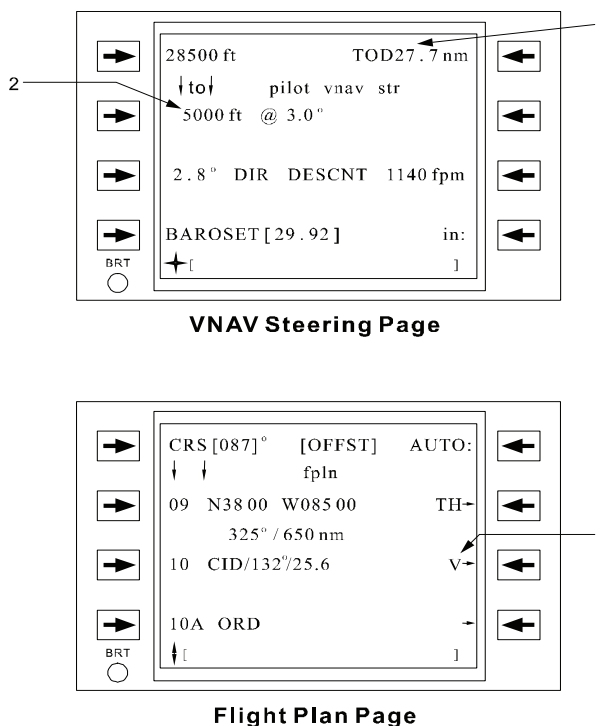 28500 ft TOD27.7 nm
↓ to ↓ pilot vnav str
2
5000 ft @ 3.0°
2.8° DIR DESCNT 1140 fpm
BAROSET [29.92] in:
BRT
[ ]
VNAV Steering Page
CRS [087]° [OFFST] AUTO:
↓ ↓ fpln
09 N38 00 W085 00 TH→
325° / 650 nm
10 CID/132°/25.6 V→
10A ORD →
BRT
[ ]
Flight Plan Page